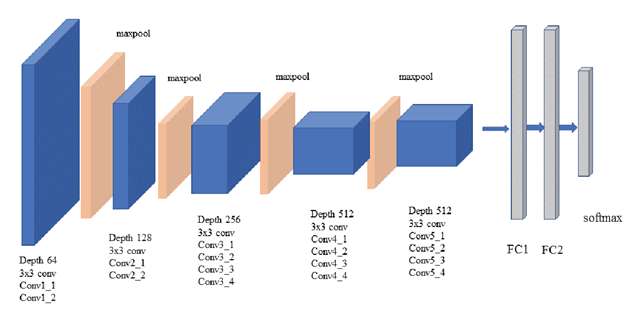 maxpool
maxpool
maxpool
maxpool
Depth 64
3x3 conv
Conv1_1
Conv1_2
Depth 128
3x3 conv
Conv2_1
Conv2_2
Depth 256
3x3 conv
Conv3_1
Conv3_2
Conv3_3
Conv3_4
Depth 512
3x3 conv
Conv4_1
Conv4_2
Conv4_3
Conv4_4
Depth 512
3x3 conv
Conv5_1
Conv5_2
Conv5_3
Conv5_4
FC1
FC2
softmax